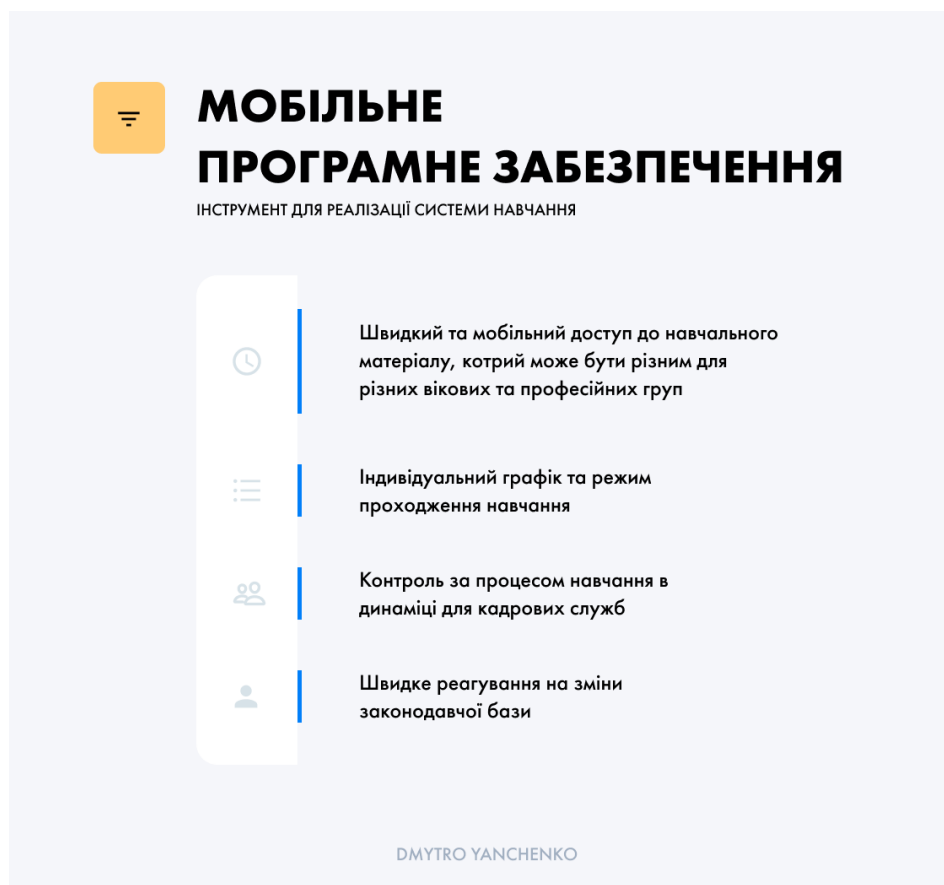 МОБІЛЬНЕ
ПРОГРАМНЕ ЗАБЕЗПЕЧЕННЯ
ІНСТРУМЕНТ ДЛЯ РЕАЛІЗАЦІЇ СИСТЕМИ НАВЧАННЯ
Швидкий та мобільний доступ до навчального
матеріалу, котрий може бути різним для
різних вікових та професійних груп
Індивідуальний графік та режим
проходження навчання
Контроль за процесом навчання в
динаміці для кадрових служб
Швидке реагування на зміни
законодавчої бази
DMYTRO YANCHENKO